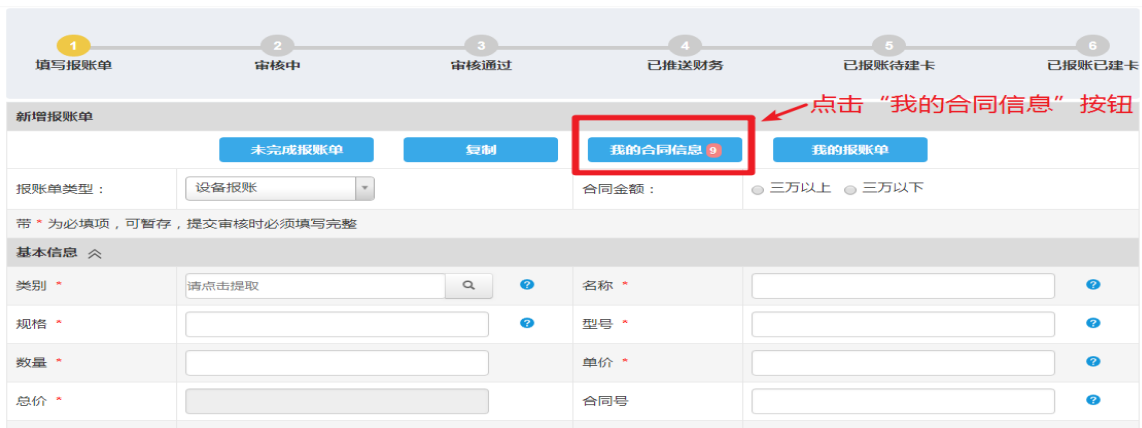 1 2 3 4 5 6
填写报账单 审核中 审核通过 已推送财务 已报账待建卡 已报账已建卡
点击“我的合同信息”按钮
新增报账单
未完成报账单 复制 我的合同信息 9 我的报账单
报账单类型： 设备报账 合同金额： 三万以上 三万以下
带 * 为必填项，可暂存，提交审核时必须填写完整
基本信息
类别 * 请点击提取 ? 名称 * ?
规格 * ? 型号 * ?
数量 * 单价 * ?
总价 * 合同号 ?